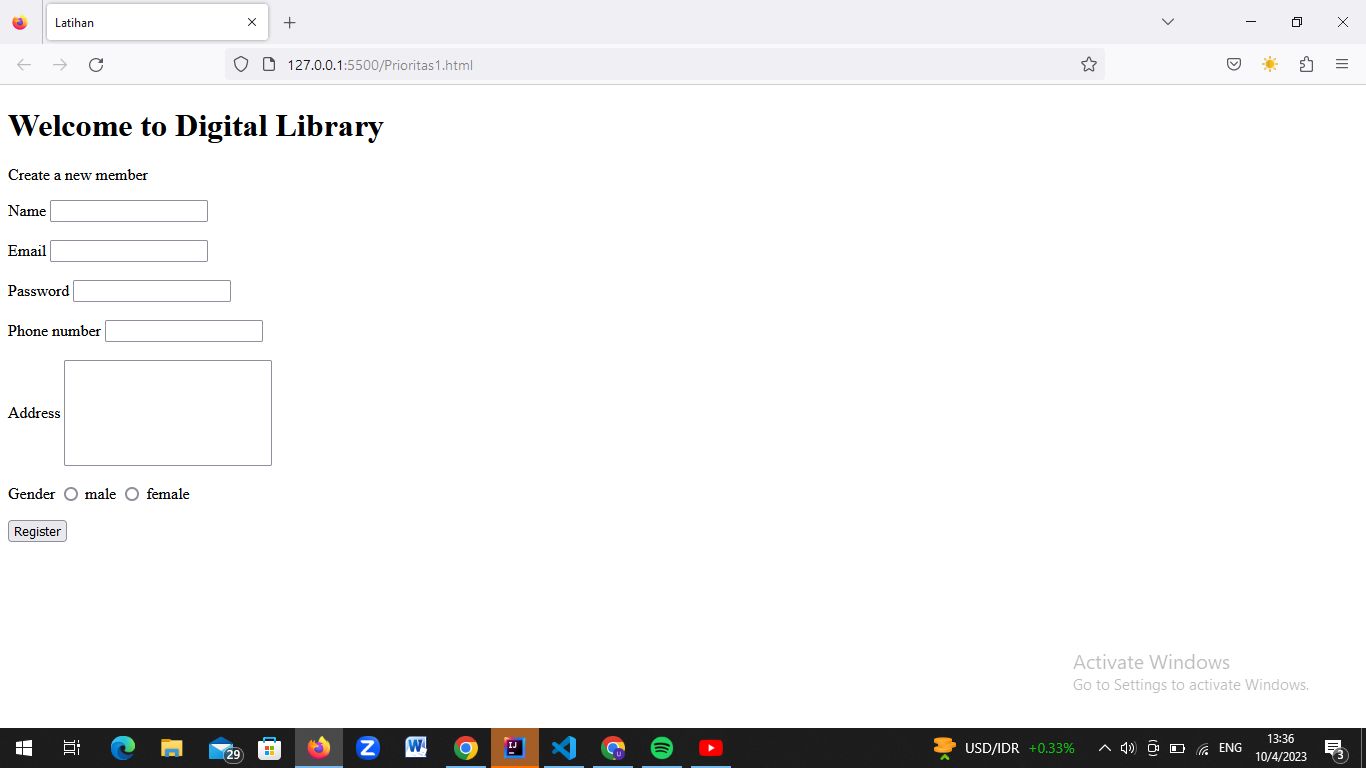 Latihan
127.0.0.1:5500/Prioritas1.html
Welcome to Digital Library
Create a new member
Name
Email
Password
Phone number
Address
Gender male female
Register
Activate Windows
Go to Settings to activate Windows.
29
USD/IDR +0.33%
ENG
13:36
10/4/2023
3